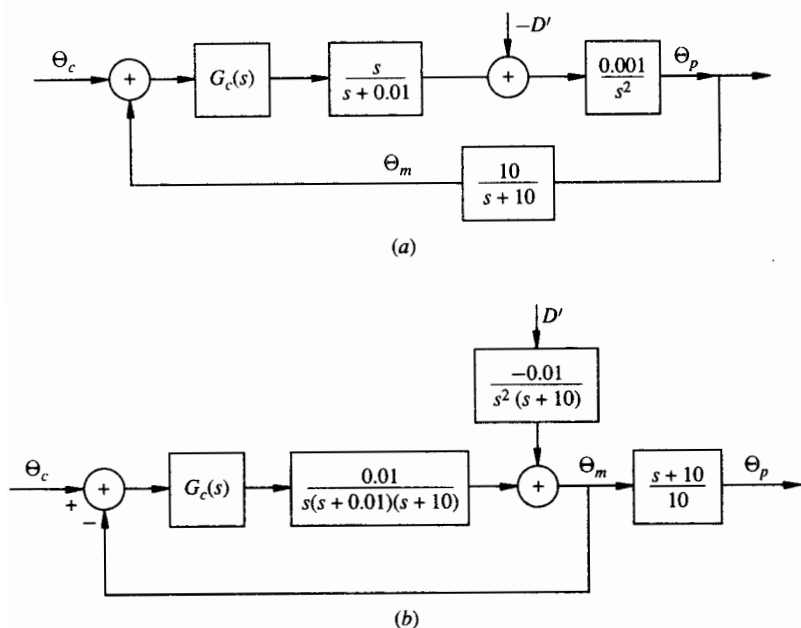 −D′
Θc + Gc(s) s/(s + 0.01) + 0.001/s² Θp
Θm 10/(s + 10)
(a)
D′
−0.01/(s² (s + 10))
Θc + − + Gc(s) 0.01/(s(s + 0.01)(s + 10)) + Θm (s + 10)/10 Θp
(b)